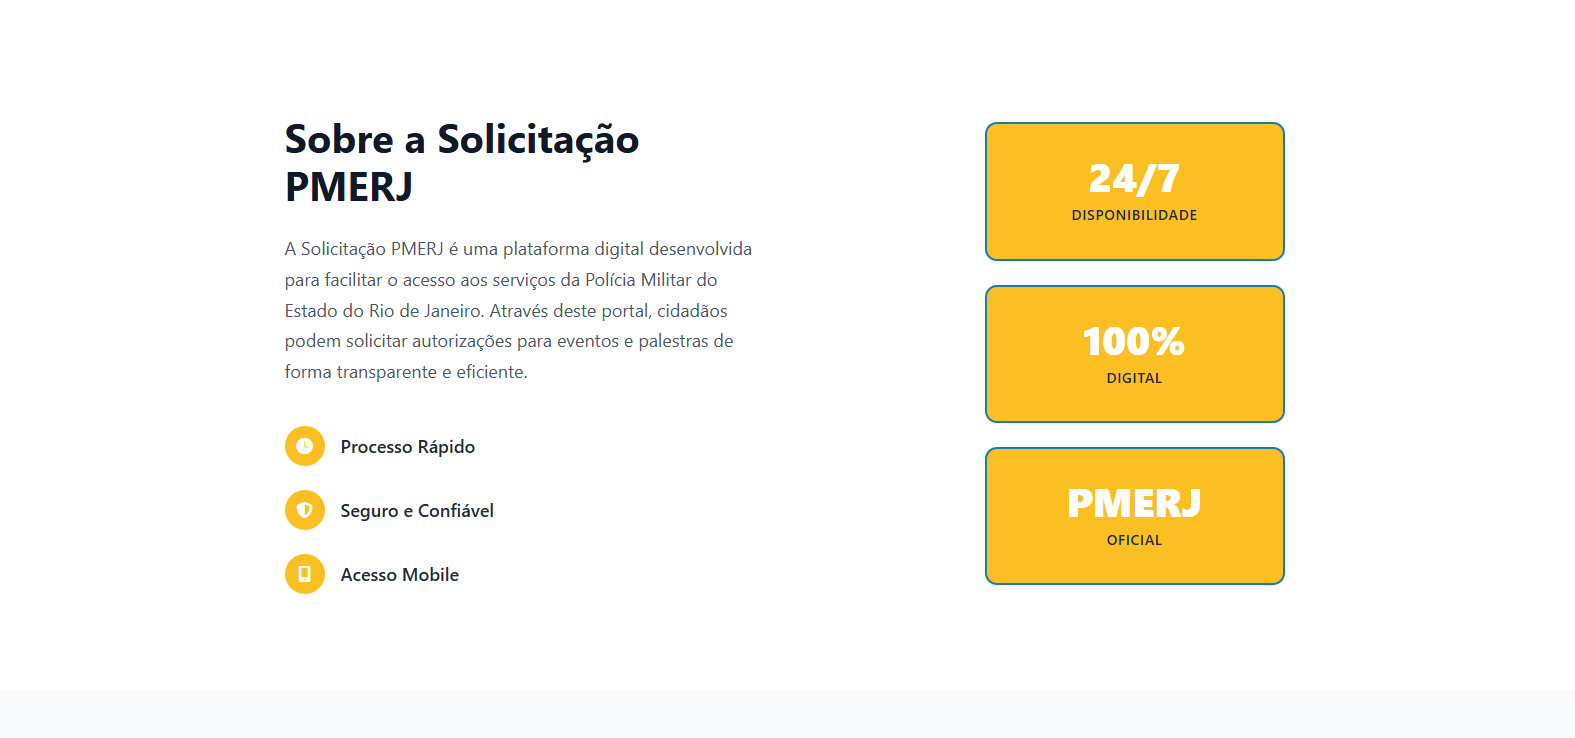 Sobre a Solicitação
PMERJ
A Solicitação PMERJ é uma plataforma digital desenvolvida
para facilitar o acesso aos serviços da Polícia Militar do
Estado do Rio de Janeiro. Através deste portal, cidadãos
podem solicitar autorizações para eventos e palestras de
forma transparente e eficiente.
Processo Rápido
Seguro e Confiável
Acesso Mobile
24/7
DISPONIBILIDADE
100%
DIGITAL
PMERJ
OFICIAL